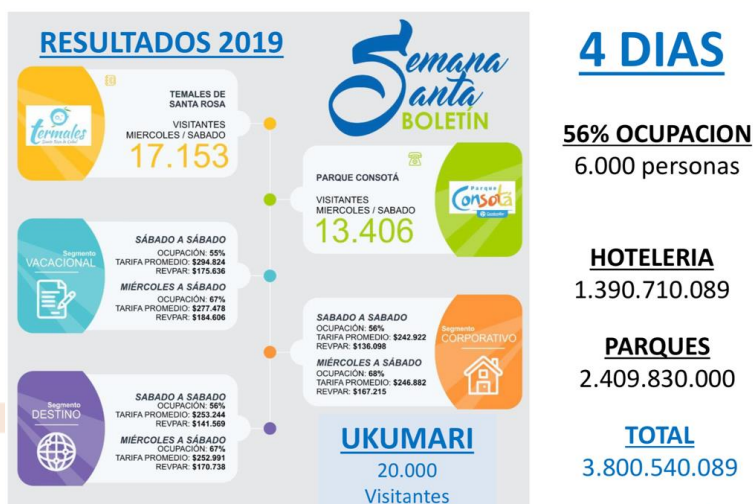 RESULTADOS 2019
Semana
Santa
BOLETÍN
TEMALES DE
SANTA ROSA
VISITANTES
MIERCOLES / SABADO
17.153
termales
PARQUE CONSOTÁ
VISITANTES
MIERCOLES / SABADO
13.406
Parque
Consotá
Segmento
VACACIONAL
SÁBADO A SÁBADO
OCUPACIÓN: 55%
TARIFA PROMEDIO: $294.824
REVPAR: $175.636
MIÉRCOLES A SÁBADO
OCUPACIÓN: 67%
TARIFA PROMEDIO: $277.478
REVPAR: $184.606
SABADO A SABADO
OCUPACIÓN: 56%
TARIFA PROMEDIO: $242.922
REVPAR: $136.098
MIÉRCOLES A SÁBADO
OCUPACIÓN: 68%
TARIFA PROMEDIO: $246.882
REVPAR: $167.215
Segmento
CORPORATIVO
Segmento
DESTINO
SABADO A SABADO
OCUPACIÓN: 56%
TARIFA PROMEDIO: $253.244
REVPAR: $141.569
MIÉRCOLES A SÁBADO
OCUPACIÓN: 67%
TARIFA PROMEDIO: $252.991
REVPAR: $170.738
UKUMARI
20.000
Visitantes
4 DIAS
56% OCUPACION
6.000 personas
HOTELERIA
1.390.710.089
PARQUES
2.409.830.000
TOTAL
3.800.540.089